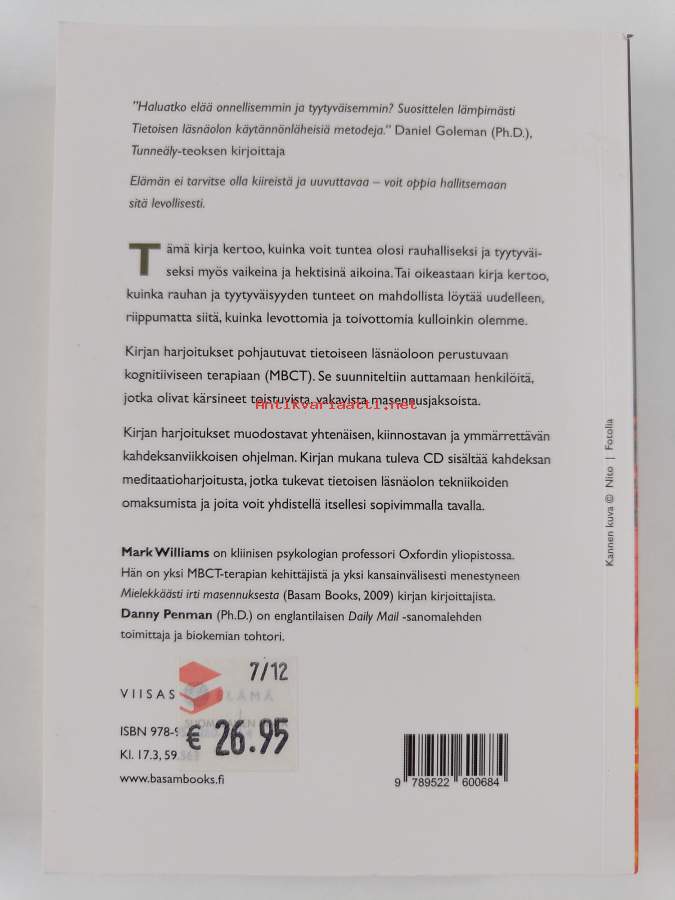 "Haluatko elää onnellisemmin ja tyytyväisemmin? Suosittelen lämpimästi
Tietoisen läsnäolon käytännönläheisiä metodeja." Daniel Goleman (Ph.D.),
Tunneäly-teoksen kirjoittaja
Elämän ei tarvitse olla kiireistä ja uuvuttavaa – voit oppia hallitsemaan
sitä levollisesti.
Tämä kirja kertoo, kuinka voit tuntea olosi rauhalliseksi ja tyytyväi-
seksi myös vaikeina ja hektisinä aikoina. Tai oikeastaan kirja kertoo,
kuinka rauhan ja tyytyväisyyden tunteet on mahdollista löytää uudelleen,
riippumatta siitä, kuinka levottomia ja toivottomia kulloinkin olemme.
Kirjan harjoitukset pohjautuvat tietoiseen läsnäoloon perustuvaan
kognitiiviseen terapiaan (MBCT). Se suunniteltiin auttamaan henkilöitä,
jotka olivat kärsineet toistuvista, vakavista masennusjaksoista.
Antikvariaatti.net
Kirjan harjoitukset muodostavat yhtenäisen, kiinnostavan ja ymmärrettävän
kahdeksanviikkoisen ohjelman. Kirjan mukana tuleva CD sisältää kahdeksan
meditaatioharjoitusta, jotka tukevat tietoisen läsnäolon tekniikoiden
omaksumista ja joita voit yhdistellä itsellesi sopivimmalla tavalla.
Mark Williams on kliinisen psykologian professori Oxfordin yliopistossa.
Hän on yksi MBCT-terapian kehittäjistä ja yksi kansainvälisesti menestyneen
Mielekkäästi irti masennuksesta (Basam Books, 2009) kirjan kirjoittajista.
Danny Penman (Ph.D.) on englantilaisen Daily Mail -sanomalehden
toimittaja ja biokemian tohtori.
7/12
VIISAS ELÄMÄ
€ 26.95
ISBN 978-9
Kl. 17.3, 59
www.basambooks.fi
9 789522 600684
Kannen kuva © Nito | Fotolia